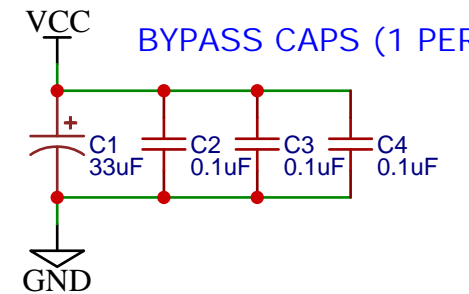 VCC
BYPASS CAPS (1 PER
+
C1
33uF
C2
0.1uF
C3
0.1uF
C4
0.1uF
GND